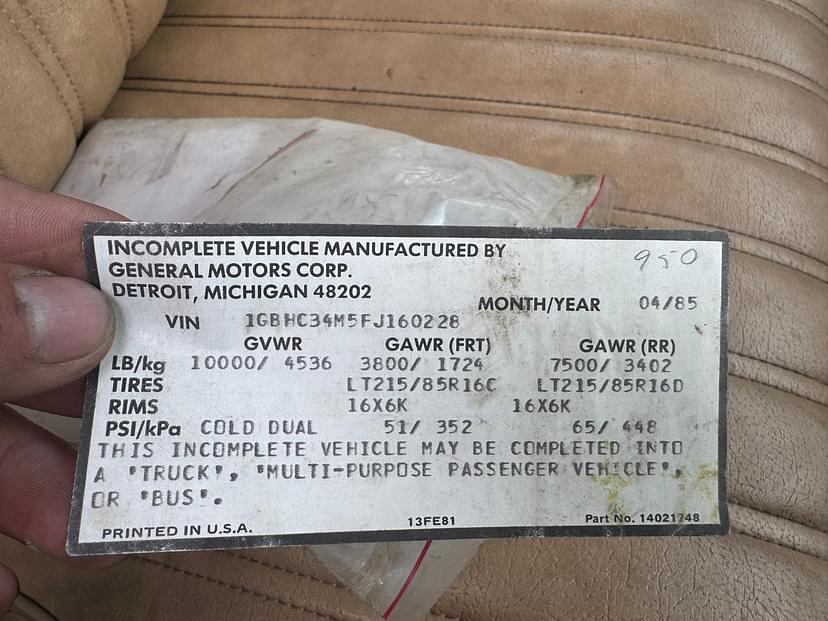 INCOMPLETE VEHICLE MANUFACTURED BY
GENERAL MOTORS CORP.
DETROIT, MICHIGAN 48202
950
MONTH/YEAR 04/85
VIN 1GBHC34M5FJ160228
GVWR GAWR (FRT) GAWR (RR)
LB/kg 10000/ 4536 3800/ 1724 7500/ 3402
TIRES LT215/85R16C LT215/85R16D
RIMS 16X6K 16X6K
PSI/kPa COLD DUAL 51/ 352 65/ 448
THIS INCOMPLETE VEHICLE MAY BE COMPLETED INTO
A "TRUCK", "MULTI-PURPOSE PASSENGER VEHICLE",
OR "BUS".
PRINTED IN U.S.A. 13FE81 Part No. 14021748